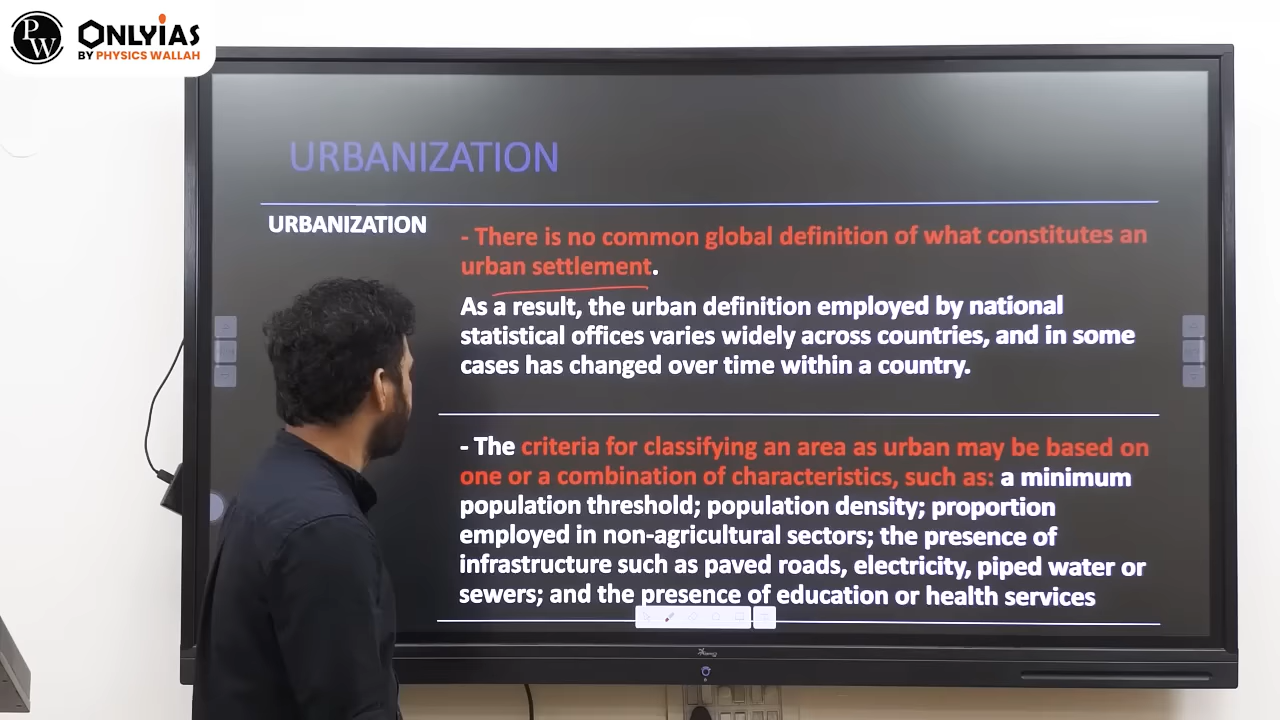 PW
ONLYIAS
BY PHYSICS WALLAH
URBANIZATION
URBANIZATION
- There is no common global definition of what constitutes an
urban settlement.
As a result, the urban definition employed by national
statistical offices varies widely across countries, and in some
cases has changed over time within a country.
- The criteria for classifying an area as urban may be based on
one or a combination of characteristics, such as: a minimum
population threshold; population density; proportion
employed in non-agricultural sectors; the presence of
infrastructure such as paved roads, electricity, piped water or
sewers; and the presence of education or health services